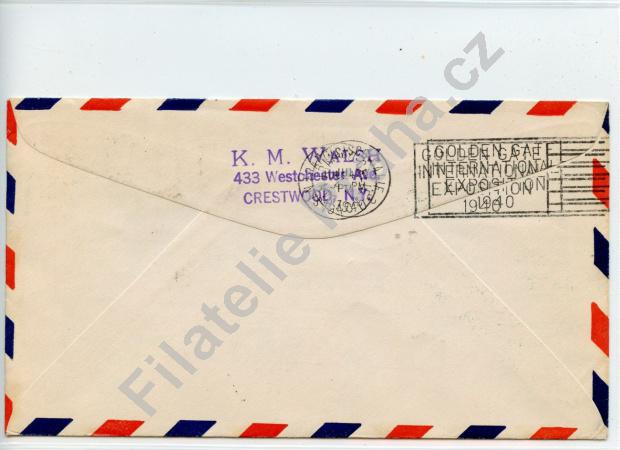 K. M. WALSH
433 Westchester Ave.
CRESTWOOD, N.Y.
GOLDEN GATE
INTERNATIONAL
EXPOSITION
1940
Filatelie Praha.cz